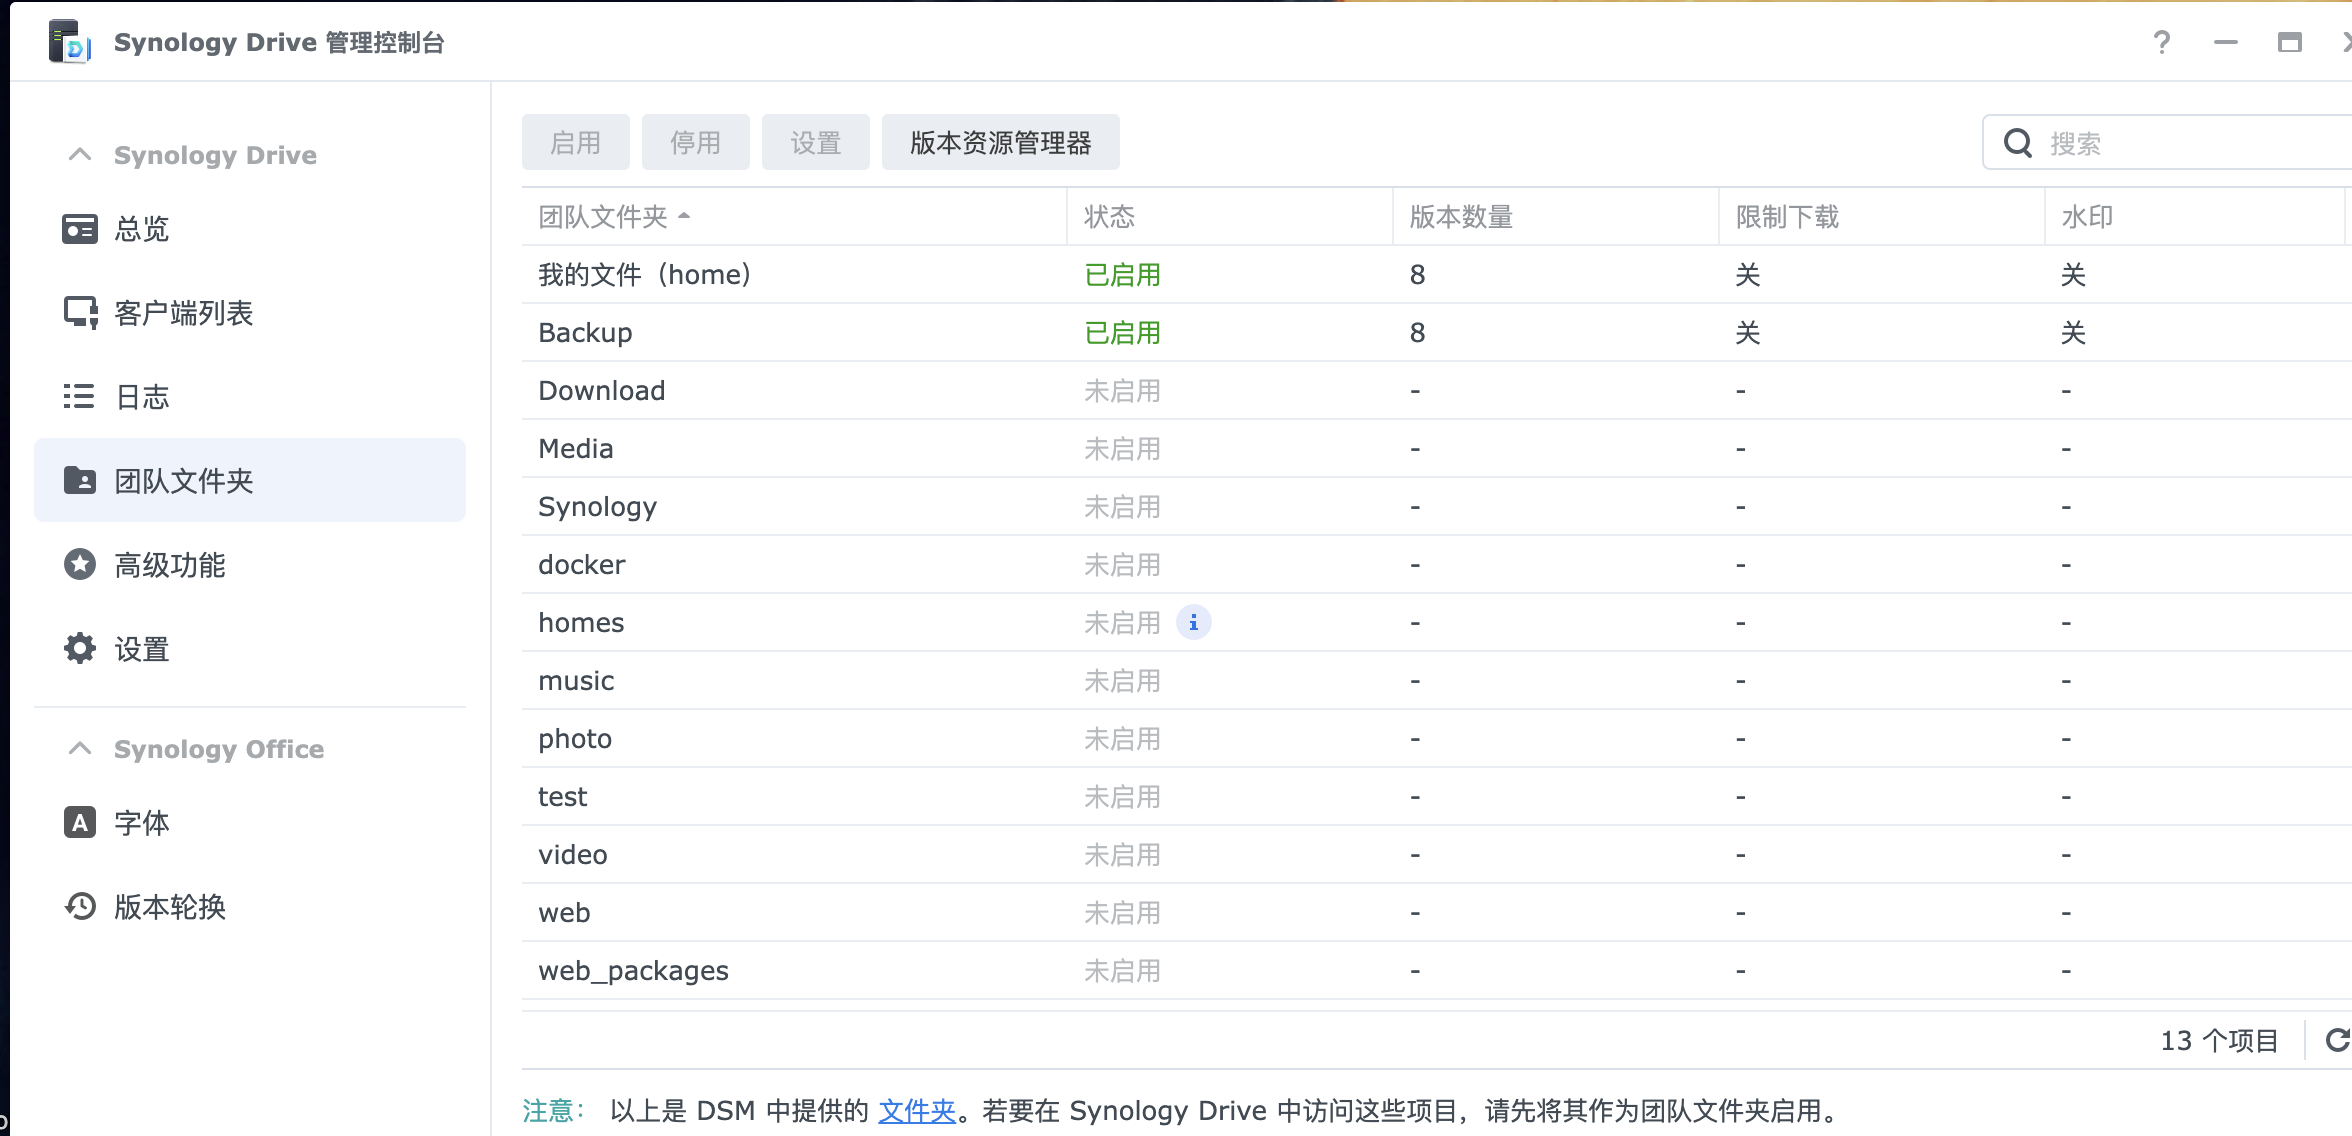 Synology Drive 管理控制台
Synology Drive
总览
客户端列表
日志
团队文件夹
高级功能
设置
Synology Office
A 字体
版本轮换
启用 停用 设置 版本资源管理器 搜索
团队文件夹 状态 版本数量 限制下载 水印
我的文件（home） 已启用 8 关 关
Backup 已启用 8 关 关
Download 未启用 - - -
Media 未启用 - - -
Synology 未启用 - - -
docker 未启用 - - -
homes 未启用 i - - -
music 未启用 - - -
photo 未启用 - - -
test 未启用 - - -
video 未启用 - - -
web 未启用 - - -
web_packages 未启用 - - -
13 个项目
注意： 以上是 DSM 中提供的 文件夹。若要在 Synology Drive 中访问这些项目，请先将其作为团队文件夹启用。